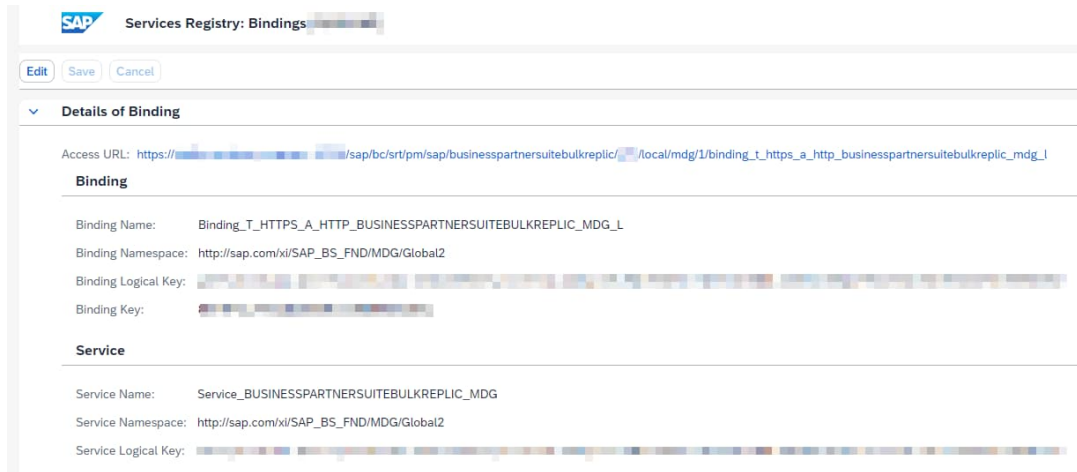 SAP Services Registry: Bindings
Edit Save Cancel
Details of Binding
Access URL: https:// /sap/bc/srt/pm/sap/businesspartnersuitebulkreplic/ /local/mdg/1/binding_t_https_a_http_businesspartnersuitebulkreplic_mdg_l
Binding
Binding Name: Binding_T_HTTPS_A_HTTP_BUSINESSPARTNERSUITEBULKREPLIC_MDG_L
Binding Namespace: http://sap.com/xi/SAP_BS_FND/MDG/Global2
Binding Logical Key:
Binding Key:
Service
Service Name: Service_BUSINESSPARTNERSUITEBULKREPLIC_MDG
Service Namespace: http://sap.com/xi/SAP_BS_FND/MDG/Global2
Service Logical Key: